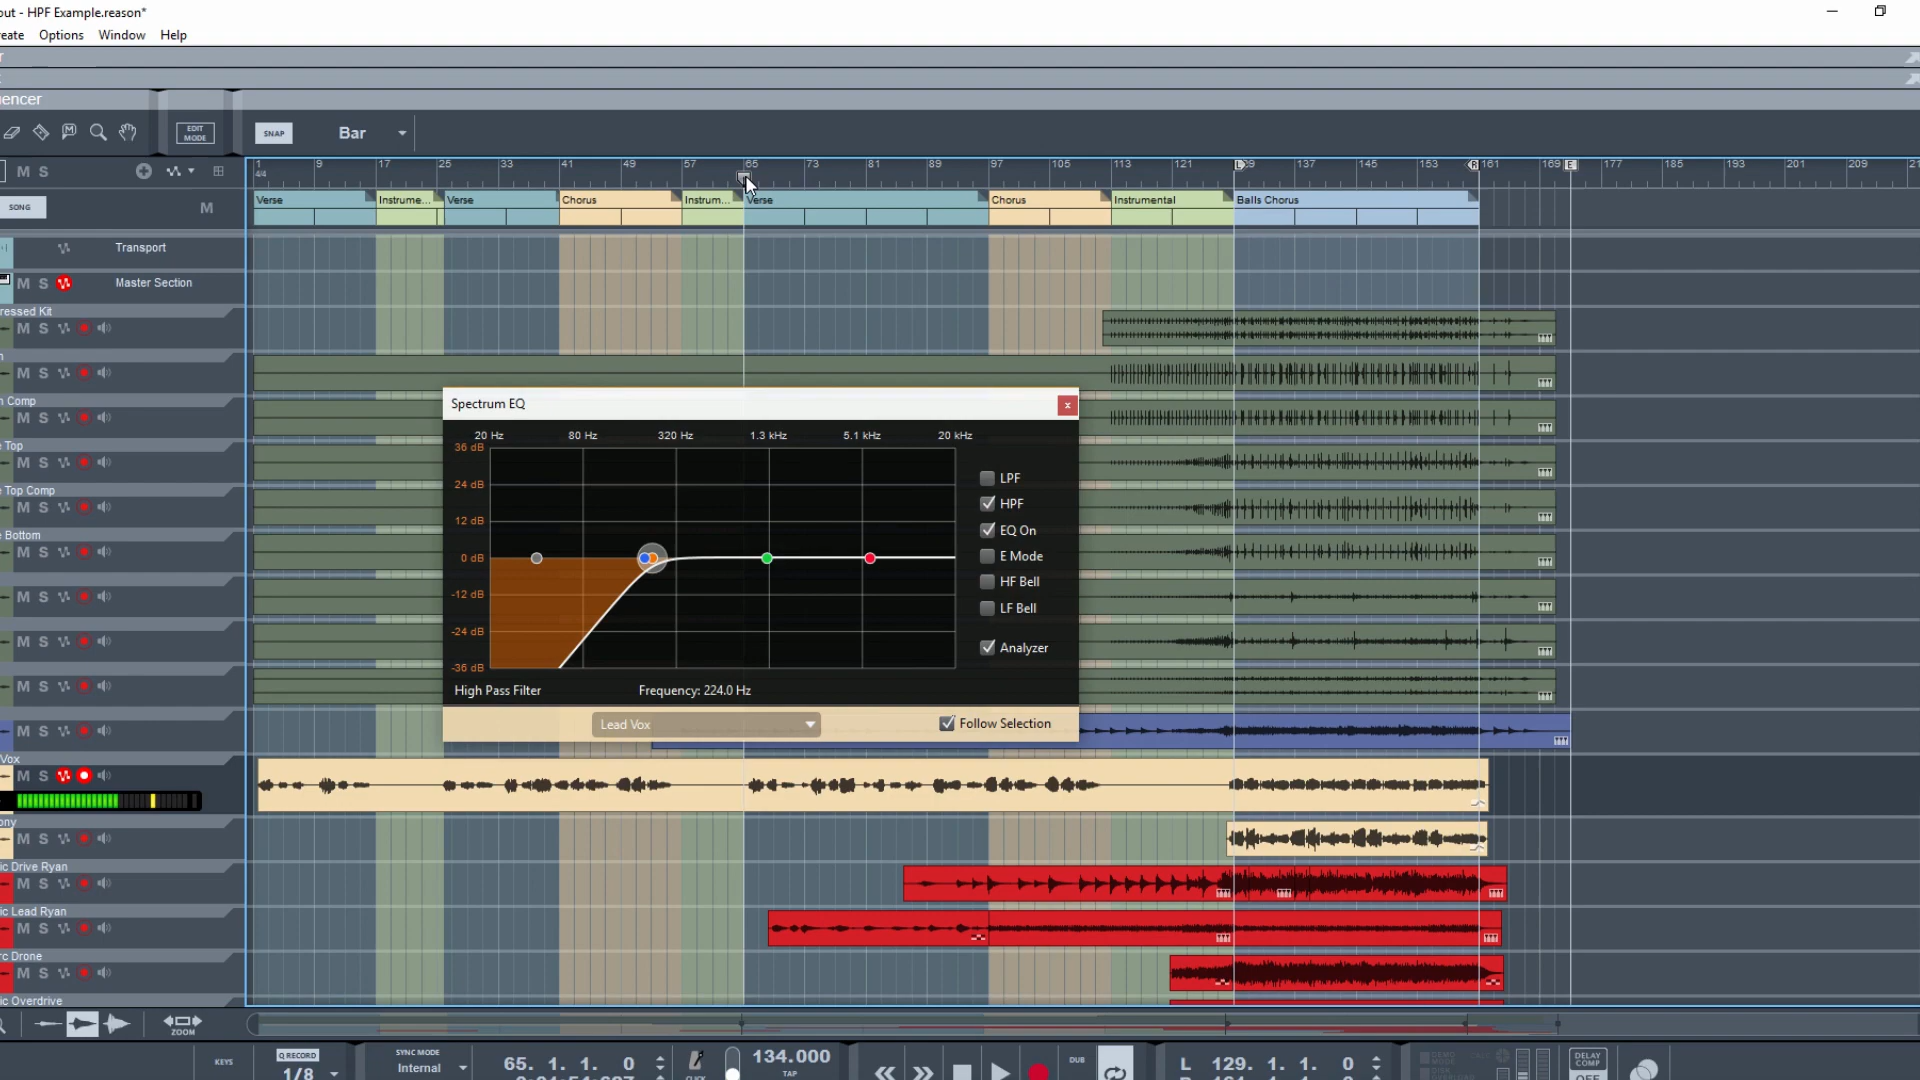 out - HPF Example.reason*
eate Options Window Help
encer
EDIT MODE SNAP Bar
M S
1 9 17 25 33 41 49 57 65 73 81 89 97 105 113 121 L 137 145 153 R 161 169 E 177 185 193 201 209
4/4
SONG M
Verse Instrume... Verse Chorus Instrum... Verse Chorus Instrumental Balls Chorus
Transport
M S Master Section
ressed Kit
M S
M S
Comp
M S
Top
M S
Top Comp
M S
Bottom
M S
M S
M S
M S
M S
Vox
M S
ony
M S
ic Drive Ryan
M S
ic Lead Ryan
M S
rc Drone
M S
ic Overdrive
Spectrum EQ x
20 Hz 80 Hz 320 Hz 1.3 kHz 5.1 kHz 20 kHz
36 dB
24 dB
12 dB
0 dB
-12 dB
-24 dB
-36 dB
LPF
HPF
EQ On
E Mode
HF Bell
LF Bell
Analyzer
High Pass Filter Frequency: 224.0 Hz
Lead Vox Follow Selection
ZOOM
KEYS Q RECORD 1/8 SYNC MODE Internal 65. 1. 1. 0 CLICK 134.000 TAP DUB L 129. 1. 1. 0 DELAY COMP